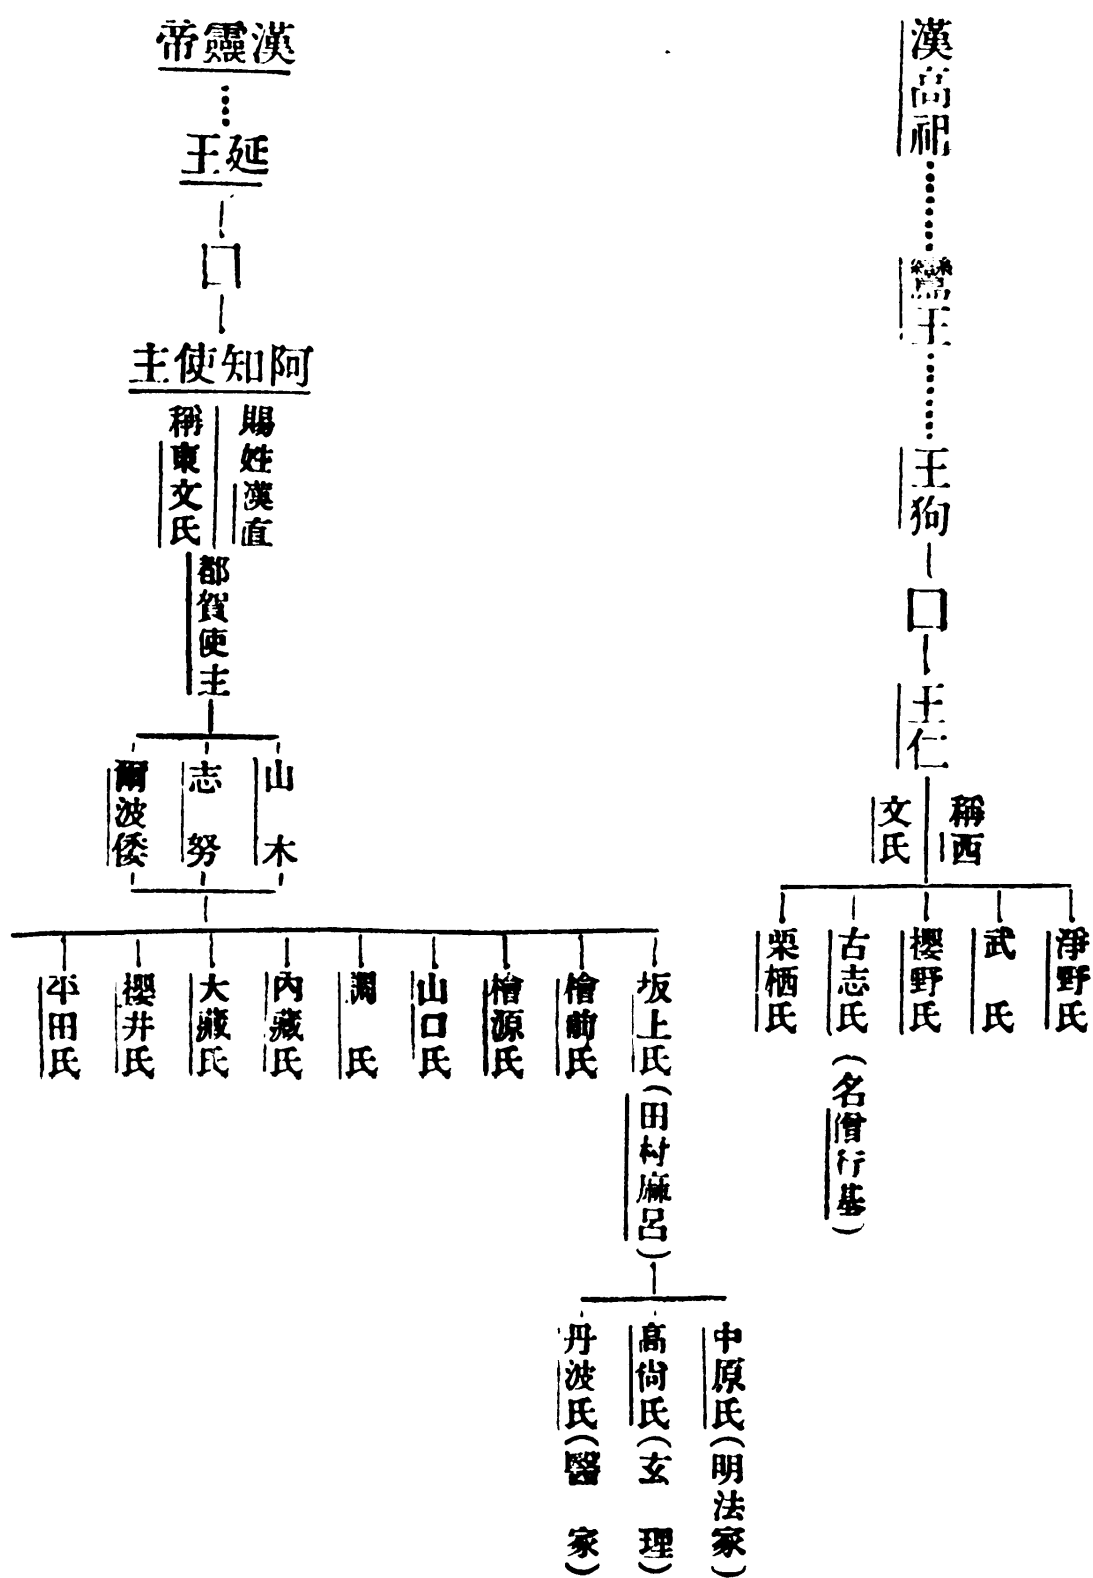 漢高祀
鸞王
王狗
王仁
稱西
文氏
淨野氏
武氏
櫻野氏
古志氏(名僧行基)
栗栖氏
漢靈帝
延王
阿知使主
賜姓漢直
稱東文氏
都賀使主
山木
志努
爾波倭
坂上氏(田村麻呂)
檜前氏
檜源氏
山口氏
調氏
內藏氏
大藏氏
櫻井氏
平田氏
中原氏(明法家)
高尙氏(玄理)
丹波氏(醫家)